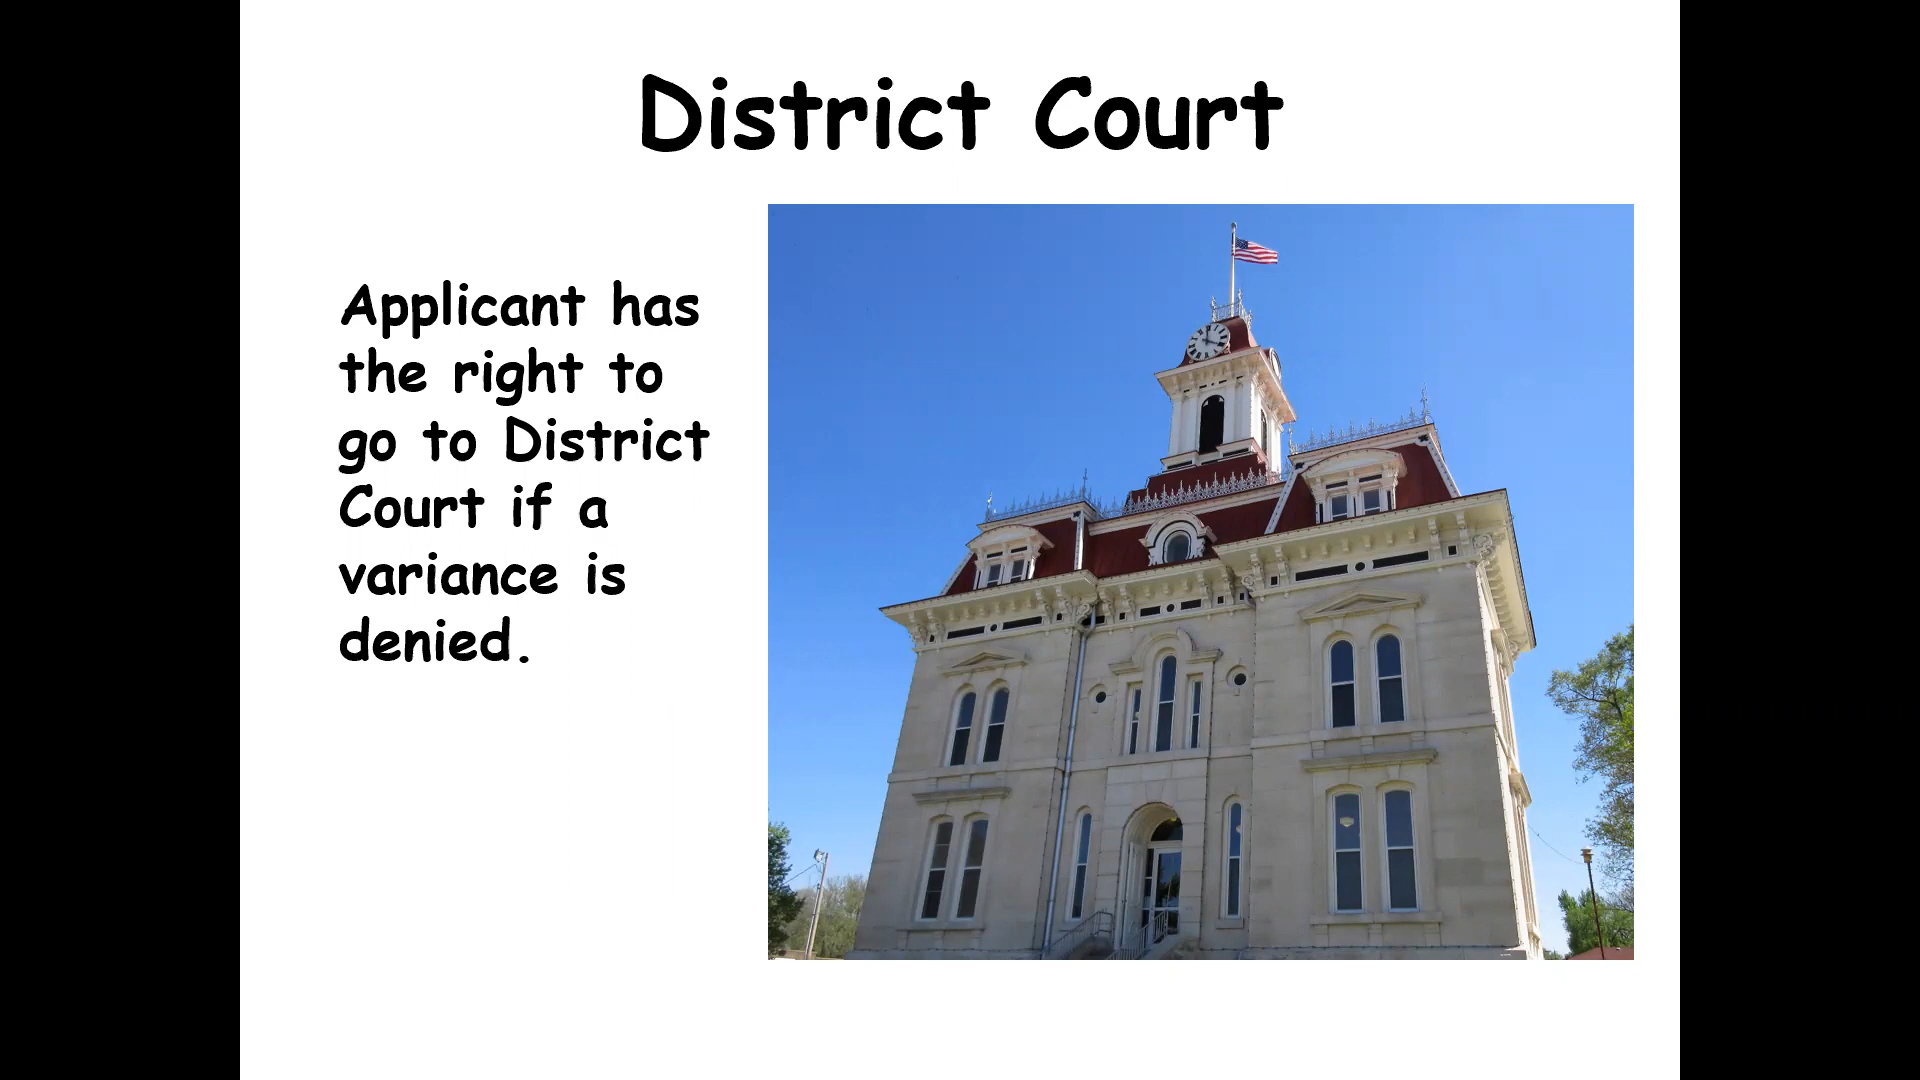 District Court
Applicant has
the right to
go to District
Court if a
variance is
denied.